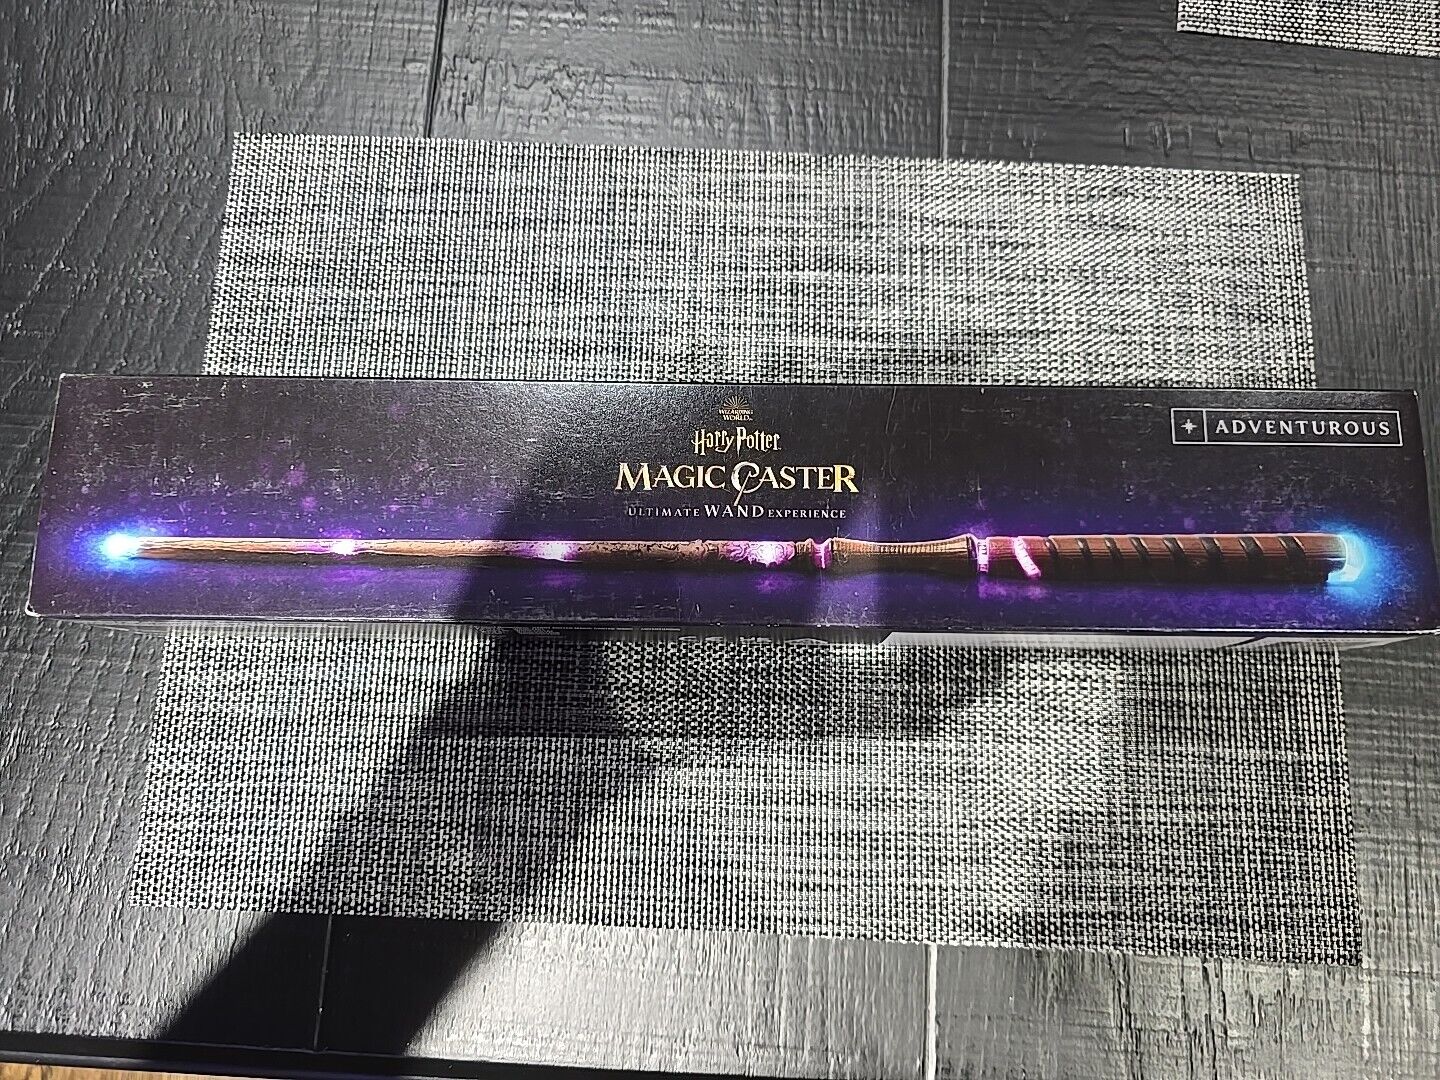 WIZARDING
WORLD
Harry Potter
MAGIC CASTER
ULTIMATE WAND EXPERIENCE
ADVENTUROUS